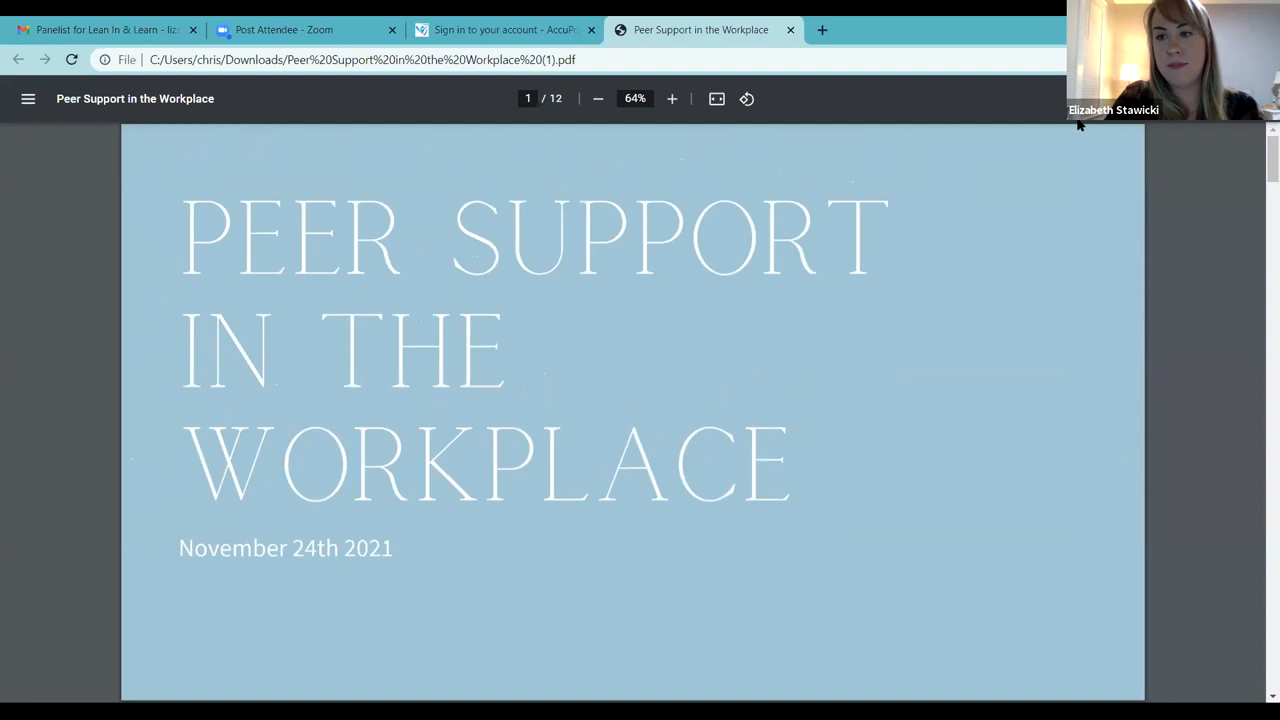 Panelist for Lean In & Learn - liz
Post Attendee - Zoom
Sign in to your account - AccuPo
Peer Support in the Workplace
File
C:/Users/chris/Downloads/Peer%20Support%20in%20the%20Workplace%20(1).pdf
Peer Support in the Workplace
1 / 12
64%
Elizabeth Stawicki
PEER SUPPORT
IN THE
WORKPLACE
November 24th 2021